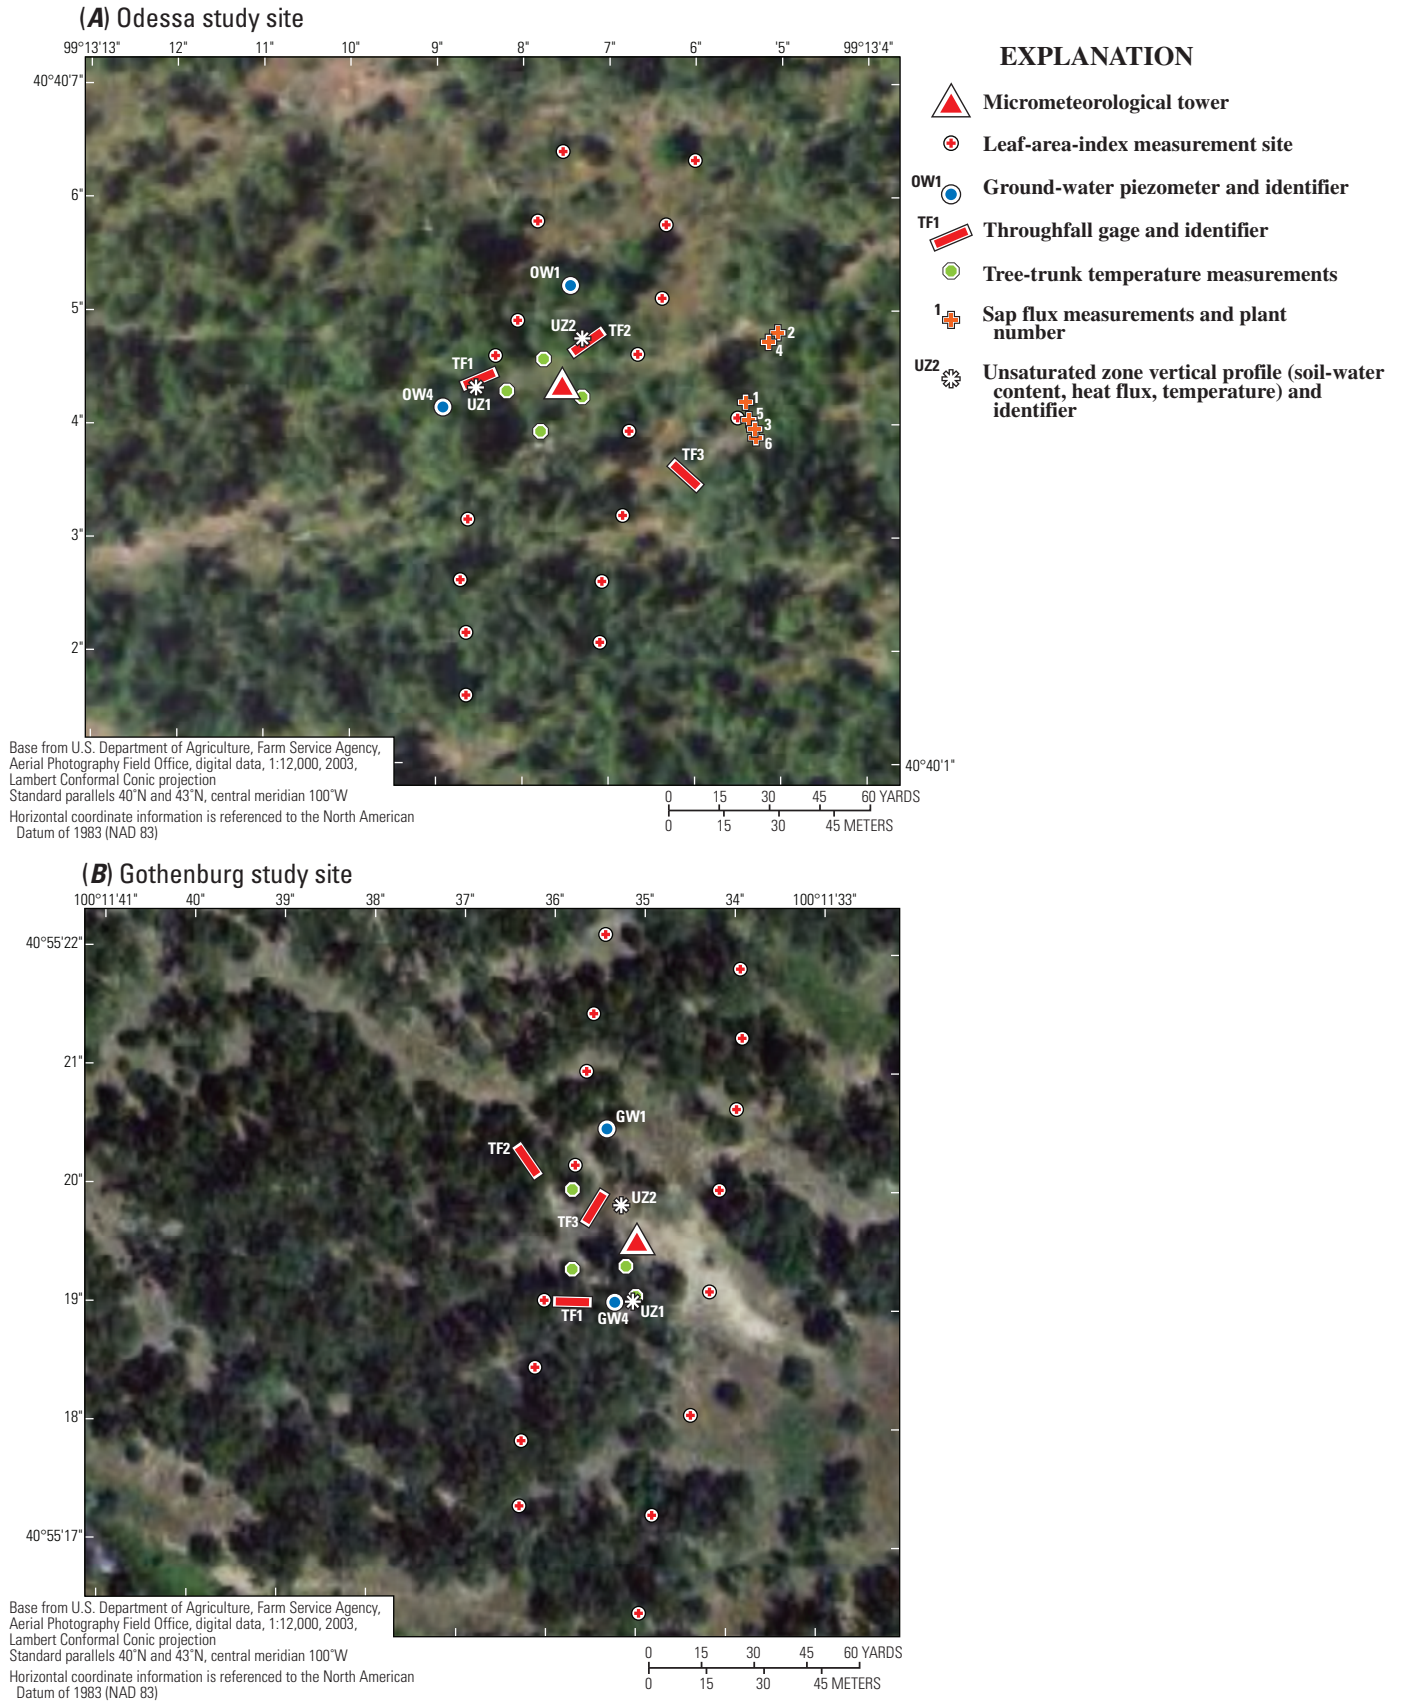 (A) Odessa study site
99°13'13" 12" 11" 10" 9" 8" 7" 6" 5" 99°13'4"
40°40'7"
6"
5"
4"
3"
2"
40°40'1"
OW1
UZ2
TF2
TF1
UZ1
OW4
TF3
2
4
1
5
3
6
EXPLANATION
Micrometeorological tower
Leaf-area-index measurement site
OW1
Ground-water piezometer and identifier
TF1
Throughfall gage and identifier
Tree-trunk temperature measurements
1
Sap flux measurements and plant
number
UZ2
Unsaturated zone vertical profile (soil-water
content, heat flux, temperature) and
identifier
Base from U.S. Department of Agriculture, Farm Service Agency,
Aerial Photography Field Office, digital data, 1:12,000, 2003,
Lambert Conformal Conic projection
Standard parallels 40°N and 43°N, central meridian 100°W
Horizontal coordinate information is referenced to the North American
Datum of 1983 (NAD 83)
0 15 30 45 60 YARDS
0 15 30 45 METERS
(B) Gothenburg study site
100°11'41" 40" 39" 38" 37" 36" 35" 34" 100°11'33"
40°55'22"
21"
20"
19"
18"
40°55'17"
GW1
TF2
UZ2
TF3
TF1
GW4
UZ1
Base from U.S. Department of Agriculture, Farm Service Agency,
Aerial Photography Field Office, digital data, 1:12,000, 2003,
Lambert Conformal Conic projection
Standard parallels 40°N and 43°N, central meridian 100°W
Horizontal coordinate information is referenced to the North American
Datum of 1983 (NAD 83)
0 15 30 45 60 YARDS
0 15 30 45 METERS